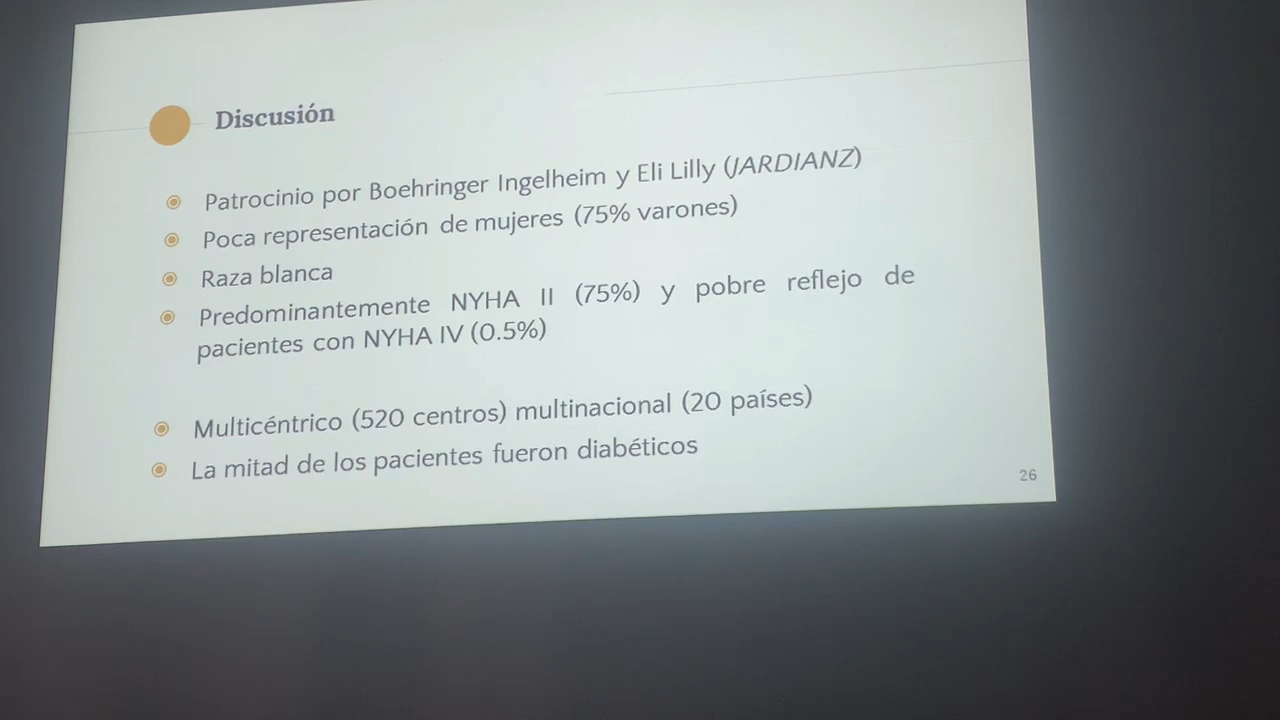 Discusión
Patrocinio por Boehringer Ingelheim y Eli Lilly (JARDIANZ)
Poca representación de mujeres (75% varones)
Raza blanca
Predominantemente NYHA II (75%) y pobre reflejo de
pacientes con NYHA IV (0.5%)
Multicéntrico (520 centros) multinacional (20 países)
La mitad de los pacientes fueron diabéticos
26